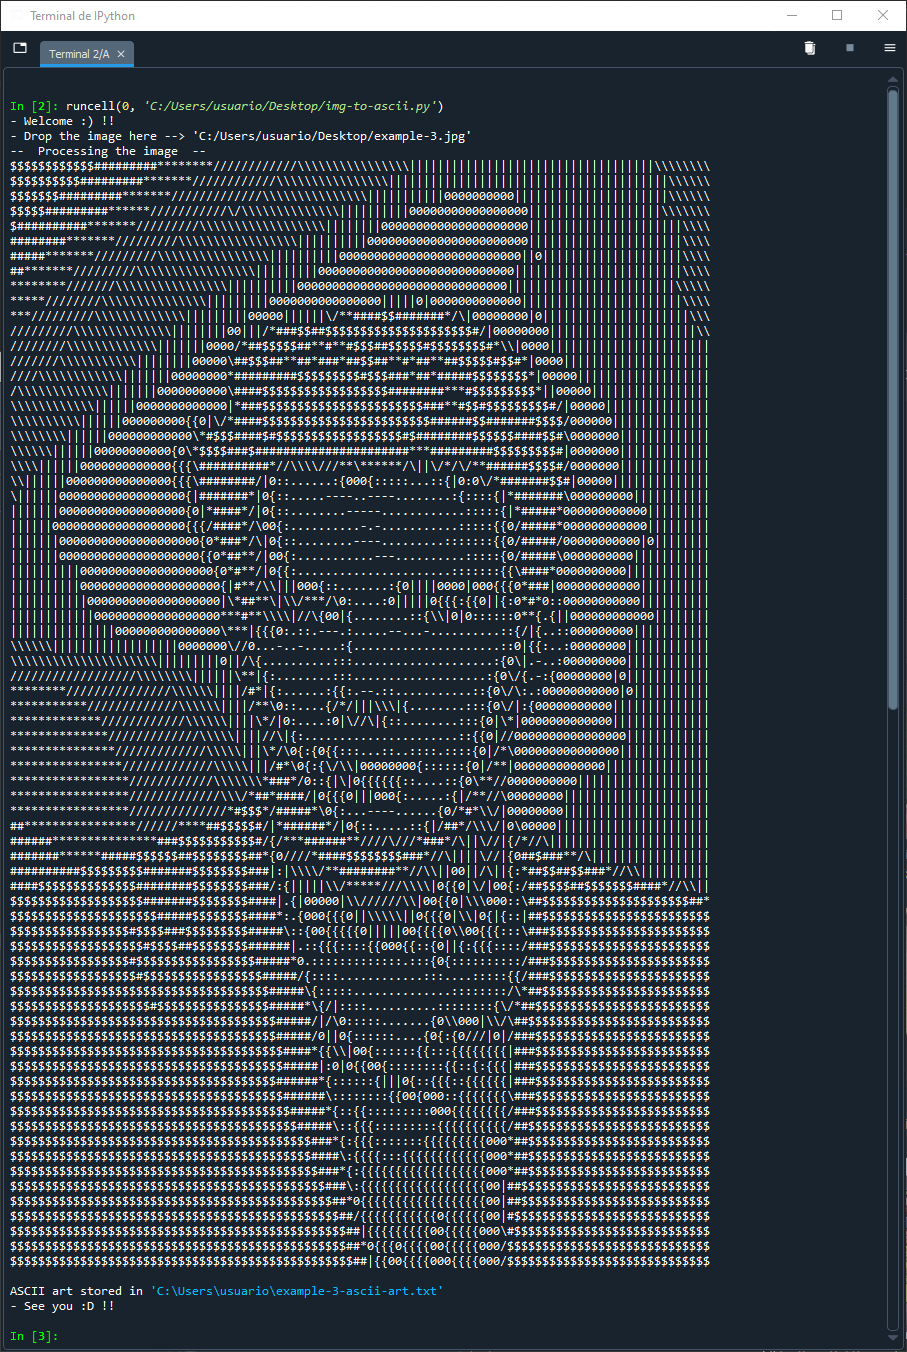 Terminal de IPython
Terminal 2/A
In [2]: runcell(0, 'C:/Users/usuario/Desktop/img-to-ascii.py')
- Welcome :) !!
- Drop the image here --> 'C:/Users/usuario/Desktop/example-3.jpg'
--  Processing the image  --
ASCII art stored in 'C:\Users\usuario\example-3-ascii-art.txt'
- See you :D !!
In [3]: